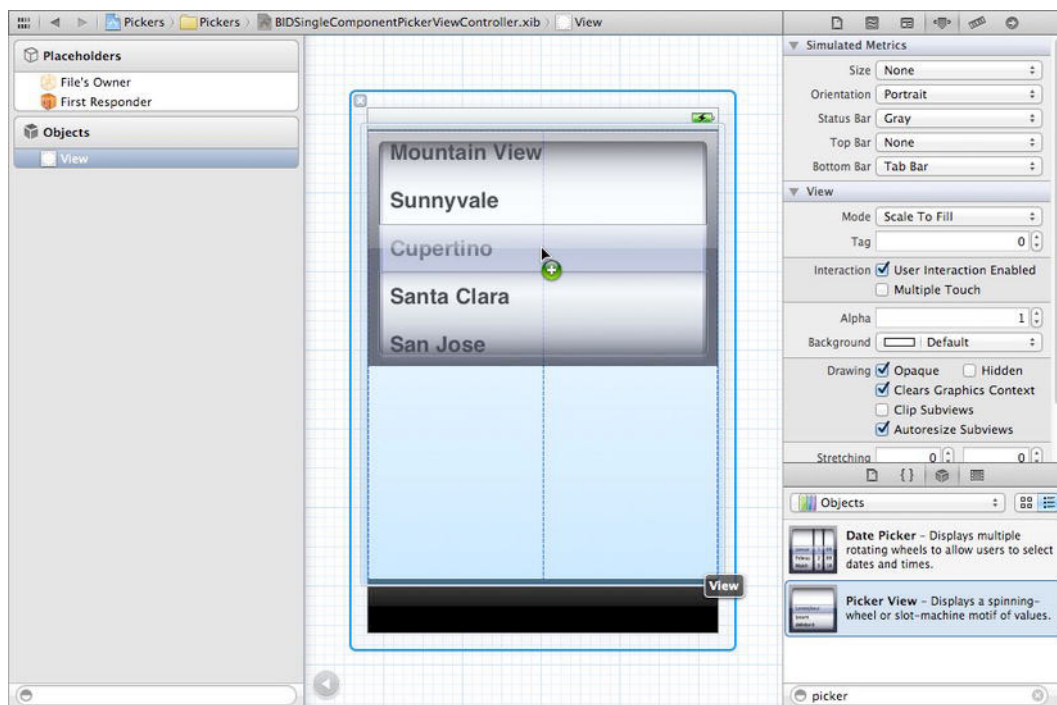 Pickers Pickers BIDSingleComponentPickerViewController.xib View
Placeholders
File's Owner
First Responder
Objects
View
Mountain View
Sunnyvale
Cupertino
Santa Clara
San Jose
View
Simulated Metrics
Size None
Orientation Portrait
Status Bar Gray
Top Bar None
Bottom Bar Tab Bar
View
Mode Scale To Fill
Tag 0
Interaction User Interaction Enabled
Multiple Touch
Alpha 1
Background Default
Drawing Opaque Hidden
Clears Graphics Context
Clip Subviews
Autoresize Subviews
Stretching 0 0
{}
Objects
Date Picker – Displays multiple
rotating wheels to allow users to select
dates and times.
Picker View – Displays a spinning-
wheel or slot-machine motif of values.
picker